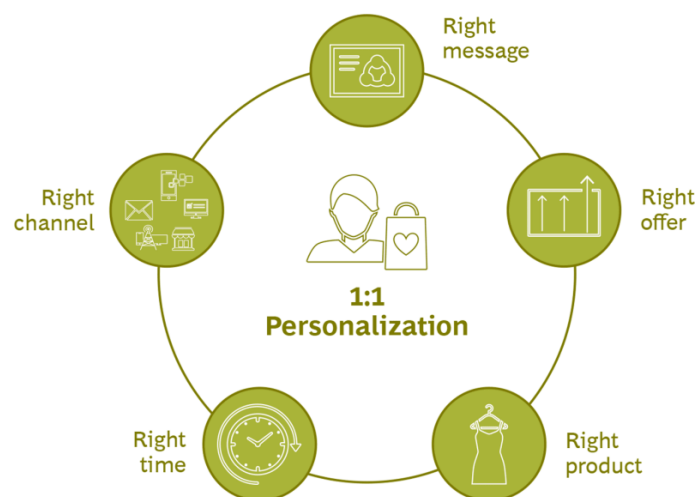 Right
message
Right
channel
Right
offer
1:1
Personalization
Right
time
Right
product